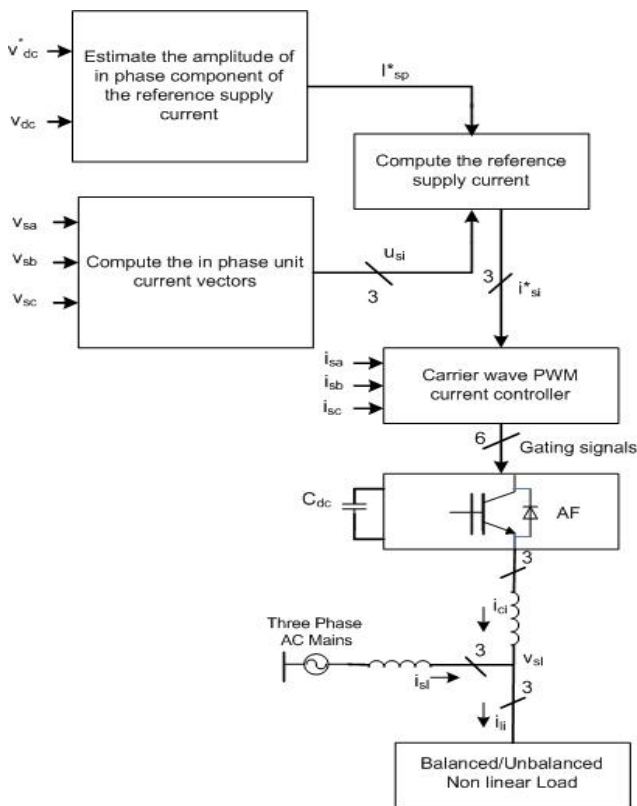 v*dc
Estimate the amplitude of
in phase component of
the reference supply
current
vdc
I*sp
Compute the reference
supply current
vsa
vsb
vsc
Compute the in phase unit
current vectors
usi
3
3
i*si
isa
isb
isc
Carrier wave PWM
current controller
6
Gating signals
Cdc
AF
3
ici
Three Phase
AC Mains
3
isl
vsl
3
ili
Balanced/Unbalanced
Non linear Load